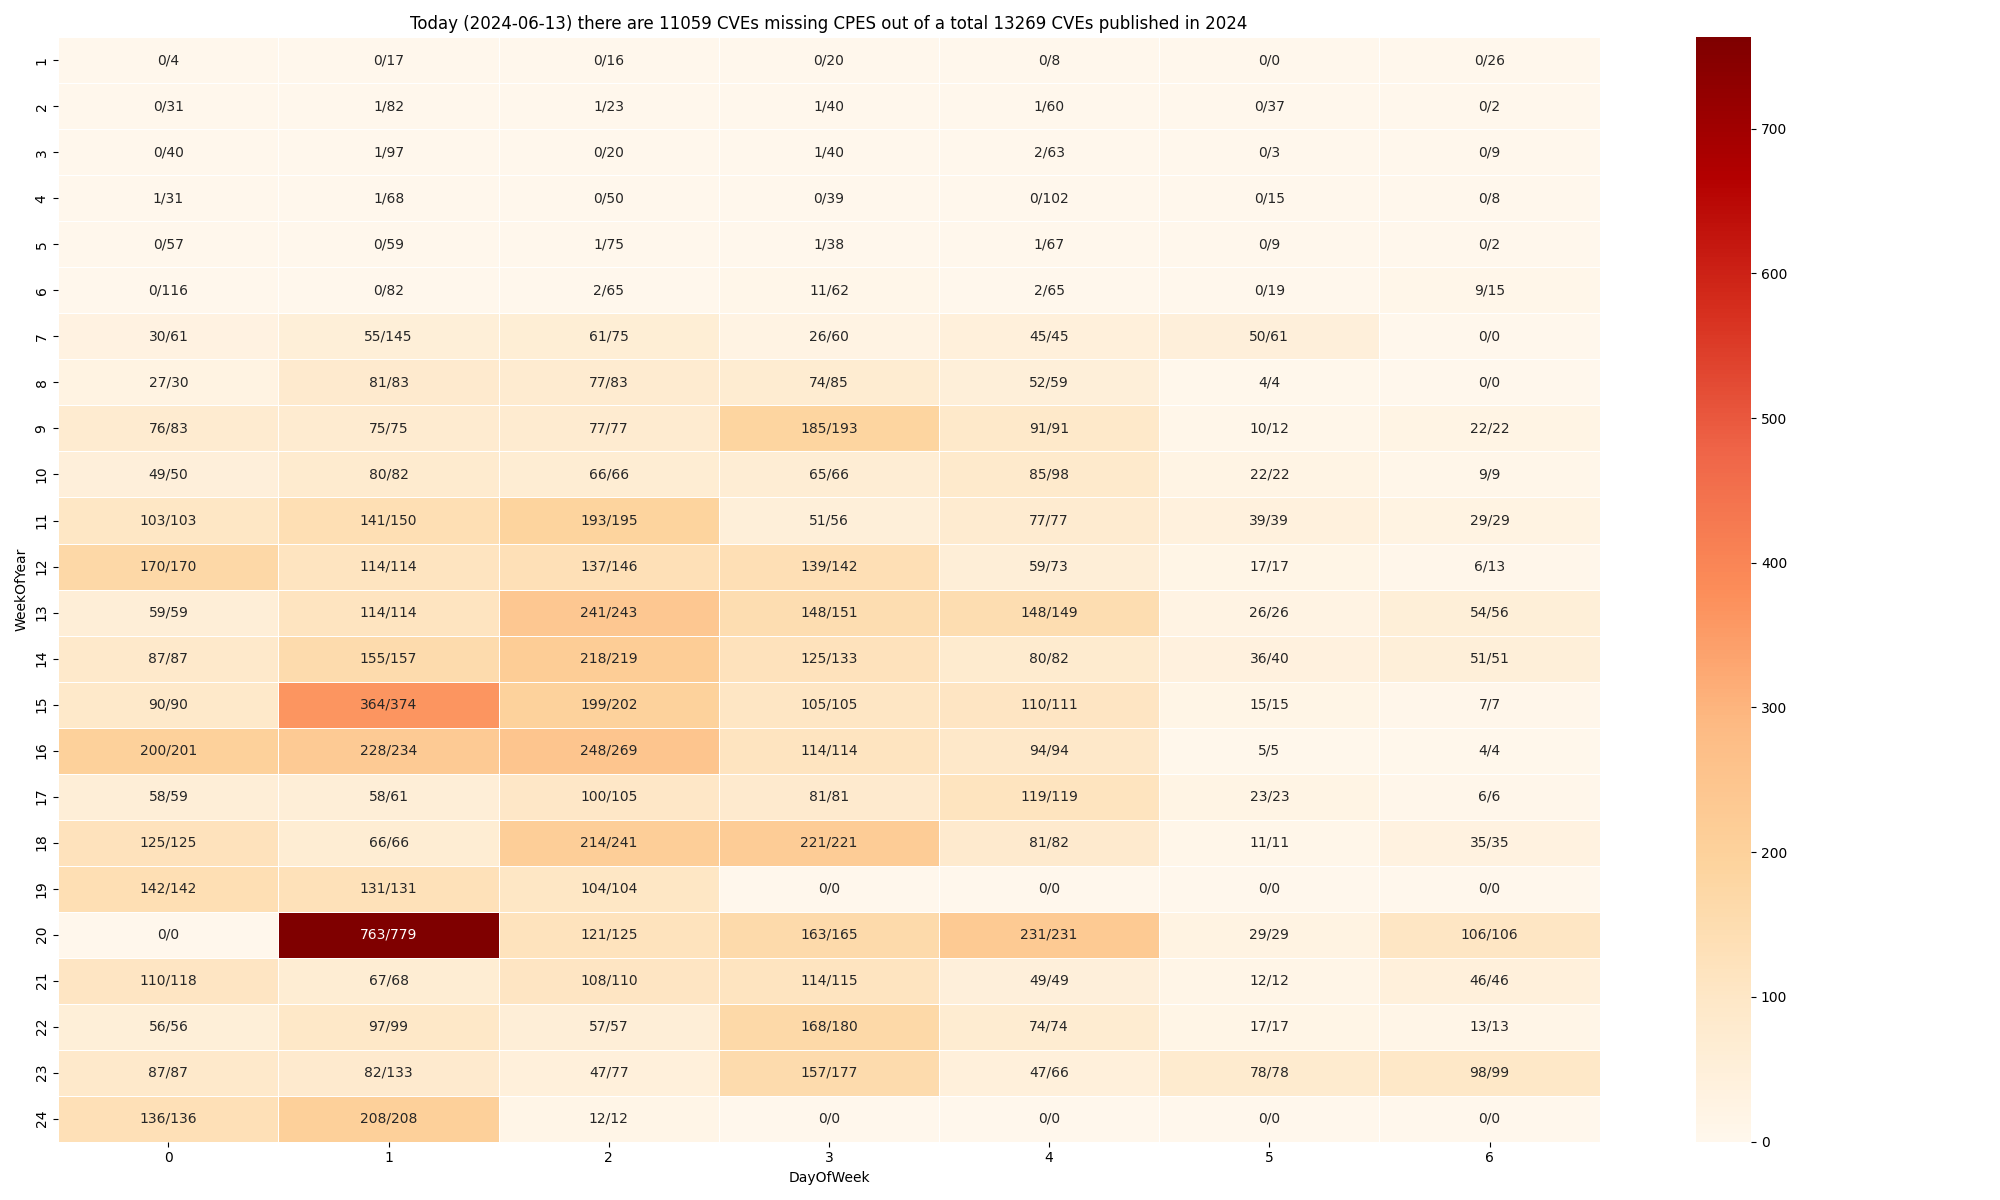 Today (2024-06-13) there are 11059 CVEs missing CPES out of a total 13269 CVEs published in 2024
1 0/4 0/17 0/16 0/20 0/8 0/0 0/26
2 0/31 1/82 1/23 1/40 1/60 0/37 0/2
700
3 0/40 1/97 0/20 1/40 2/63 0/3 0/9
4 1/31 1/68 0/50 0/39 0/102 0/15 0/8
5 0/57 0/59 1/75 1/38 1/67 0/9 0/2
600
6 0/116 0/82 2/65 11/62 2/65 0/19 9/15
7 30/61 55/145 61/75 26/60 45/45 50/61 0/0
8 27/30 81/83 77/83 74/85 52/59 4/4 0/0
500
9 76/83 75/75 77/77 185/193 91/91 10/12 22/22
10 49/50 80/82 66/66 65/66 85/98 22/22 9/9
11 103/103 141/150 193/195 51/56 77/77 39/39 29/29
400
12 170/170 114/114 137/146 139/142 59/73 17/17 6/13
WeekOfYear
13 59/59 114/114 241/243 148/151 148/149 26/26 54/56
14 87/87 155/157 218/219 125/133 80/82 36/40 51/51
15 90/90 364/374 199/202 105/105 110/111 15/15 7/7
300
16 200/201 228/234 248/269 114/114 94/94 5/5 4/4
17 58/59 58/61 100/105 81/81 119/119 23/23 6/6
18 125/125 66/66 214/241 221/221 81/82 11/11 35/35
200
19 142/142 131/131 104/104 0/0 0/0 0/0 0/0
20 0/0 763/779 121/125 163/165 231/231 29/29 106/106
21 110/118 67/68 108/110 114/115 49/49 12/12 46/46
100
22 56/56 97/99 57/57 168/180 74/74 17/17 13/13
23 87/87 82/133 47/77 157/177 47/66 78/78 98/99
24 136/136 208/208 12/12 0/0 0/0 0/0 0/0
0
0 1 2 3 4 5 6
DayOfWeek